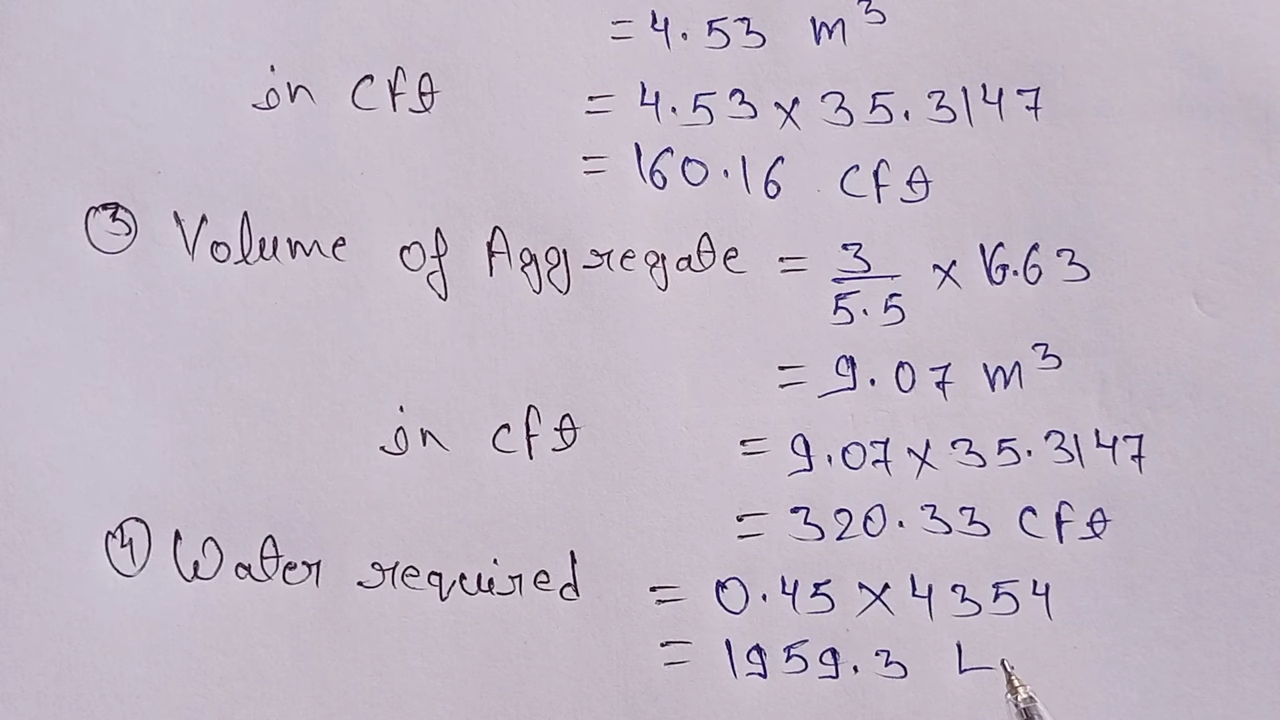 = 4.53 m³
in cft = 4.53 × 35.3147
= 160.16 cft
③ Volume of Aggregate = 3/5.5 × 16.63
= 9.07 m³
in cft = 9.07 × 35.3147
= 320.33 cft
④ Water required = 0.45 × 4354
= 1959.3 L